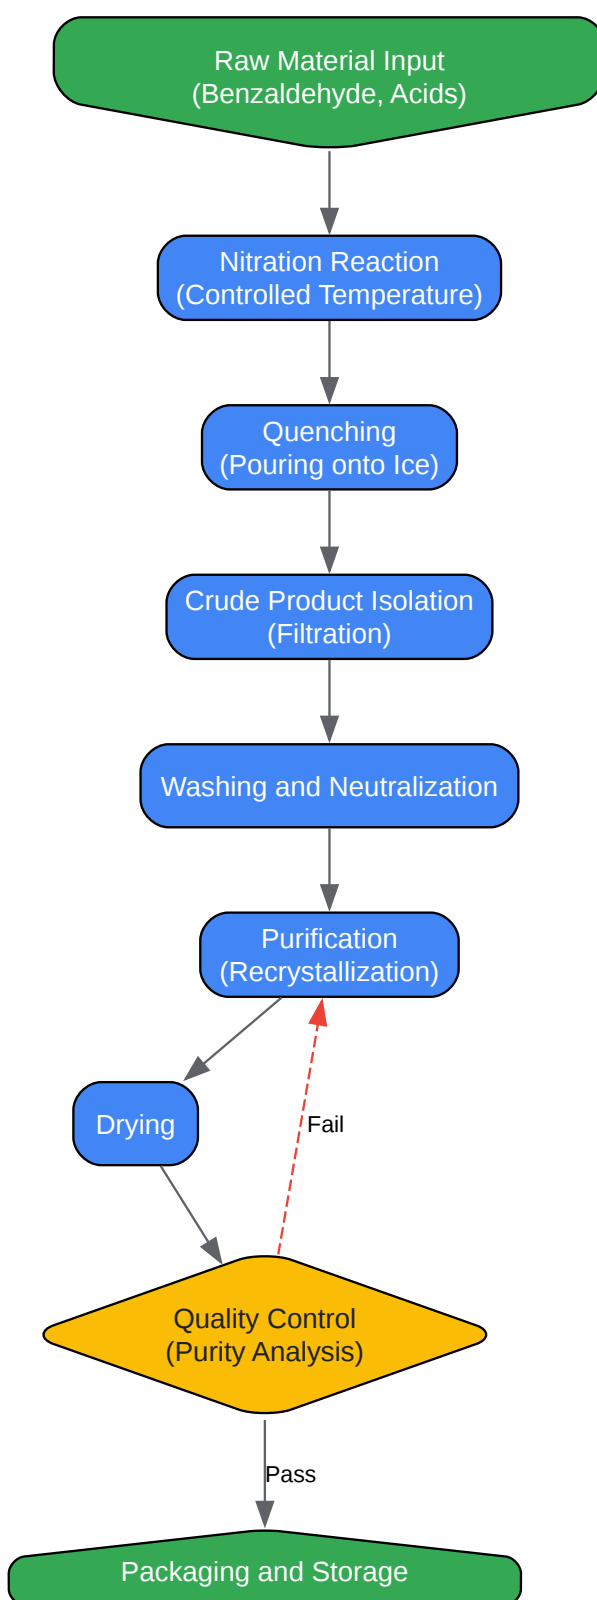 Raw Material Input
(Benzaldehyde, Acids)
Nitration Reaction
(Controlled Temperature)
Quenching
(Pouring onto Ice)
Crude Product Isolation
(Filtration)
Washing and Neutralization
Purification
(Recrystallization)
Drying
Fail
Quality Control
(Purity Analysis)
Pass
Packaging and Storage